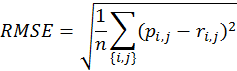 RMSE = √(1/n ∑_{{i,j}} (p_{i,j} - r_{i,j})²)